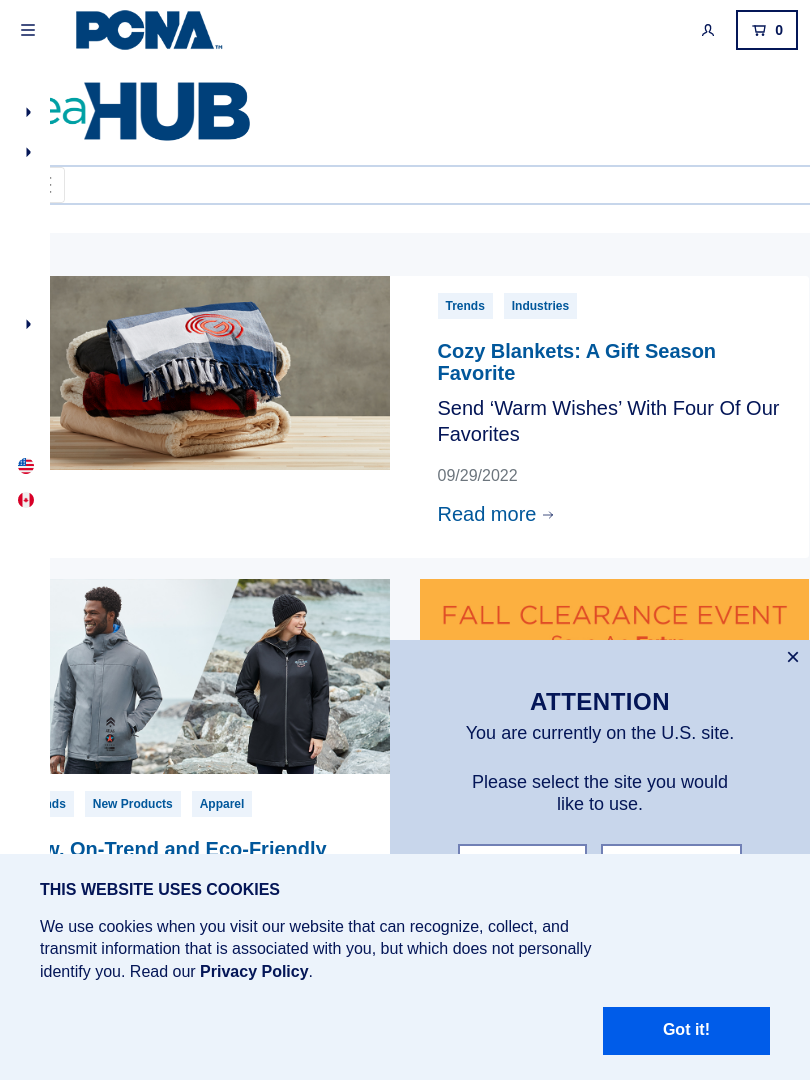 PCNA™
0
eaHUB
Trends Industries
Cozy Blankets: A Gift Season
Favorite
Send ‘Warm Wishes’ With Four Of Our
Favorites
09/29/2022
Read more
FALL CLEARANCE EVENT
nds New Products Apparel
w, On-Trend and Eco-Friendly
ATTENTION
You are currently on the U.S. site.
Please select the site you would
like to use.
THIS WEBSITE USES COOKIES
We use cookies when you visit our website that can recognize, collect, and
transmit information that is associated with you, but which does not personally
identify you. Read our Privacy Policy.
Got it!